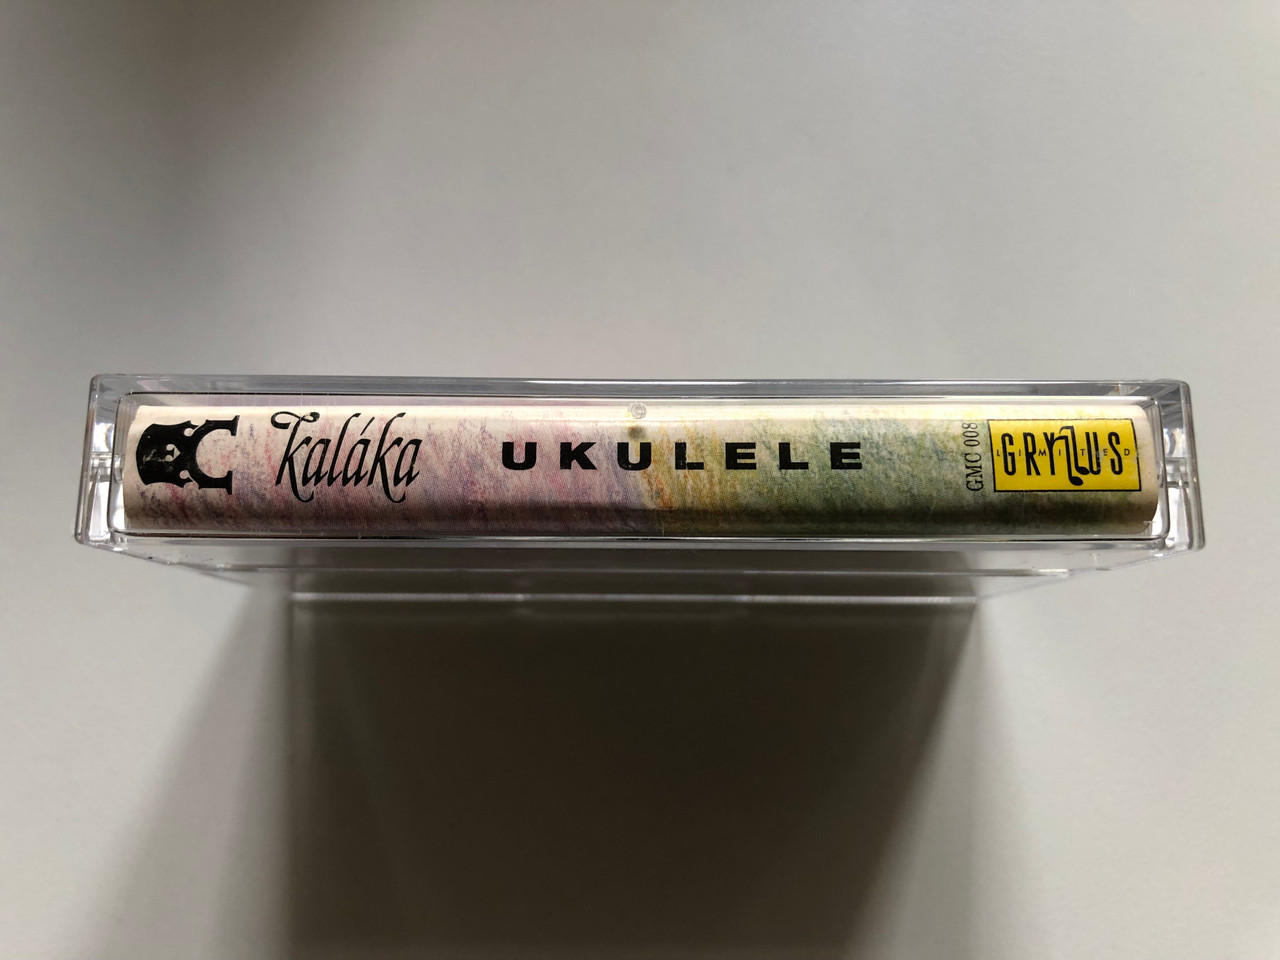 kaláka
UKULELE
GMC 008
GRYLLUS
LIMITED